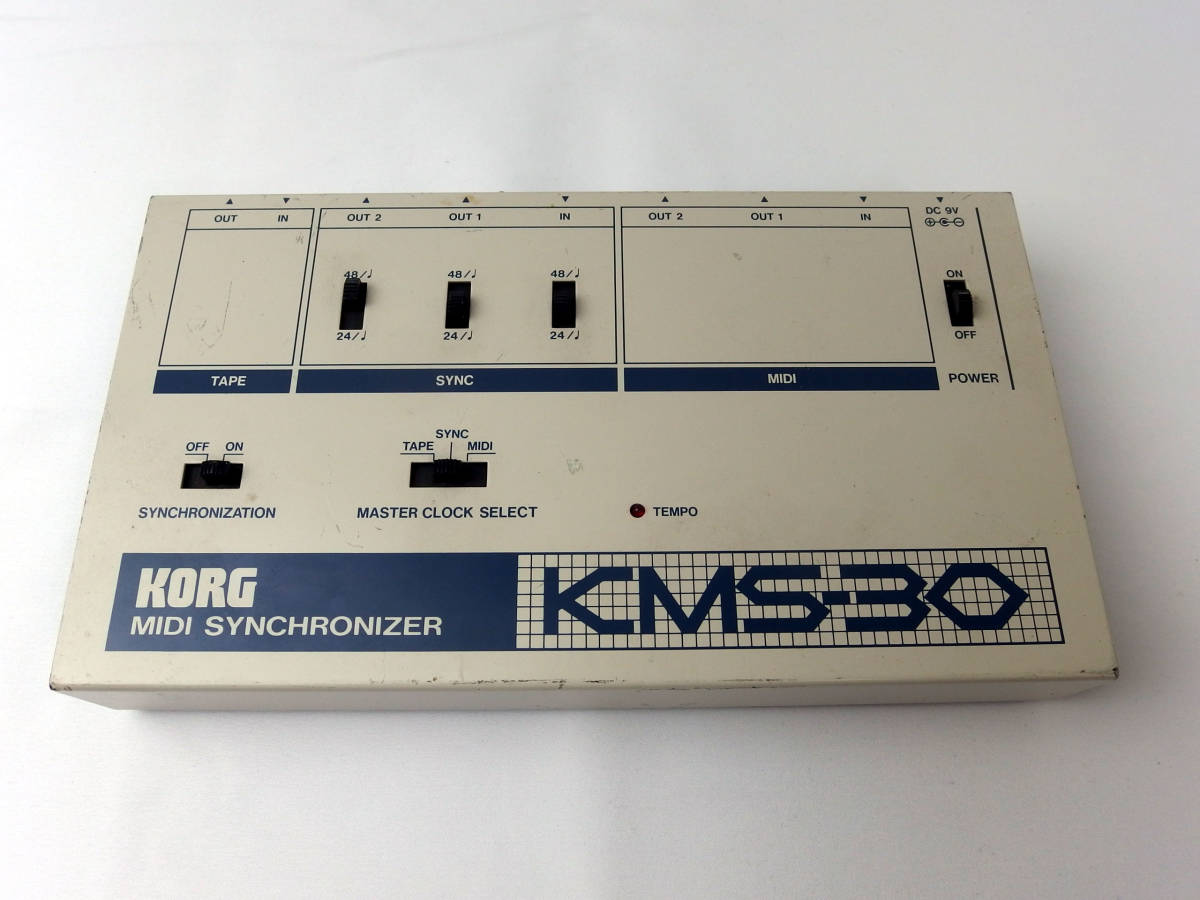 OUT IN OUT 2 OUT 1 IN OUT 2 OUT 1 IN DC 9V
48/♩ 48/♩ 48/♩ ON
24/♩ 24/♩ 24/♩ OFF
TAPE SYNC MIDI POWER
OFF ON
SYNC
TAPE MIDI
SYNCHRONIZATION MASTER CLOCK SELECT TEMPO
KORG
MIDI SYNCHRONIZER
KMS-30